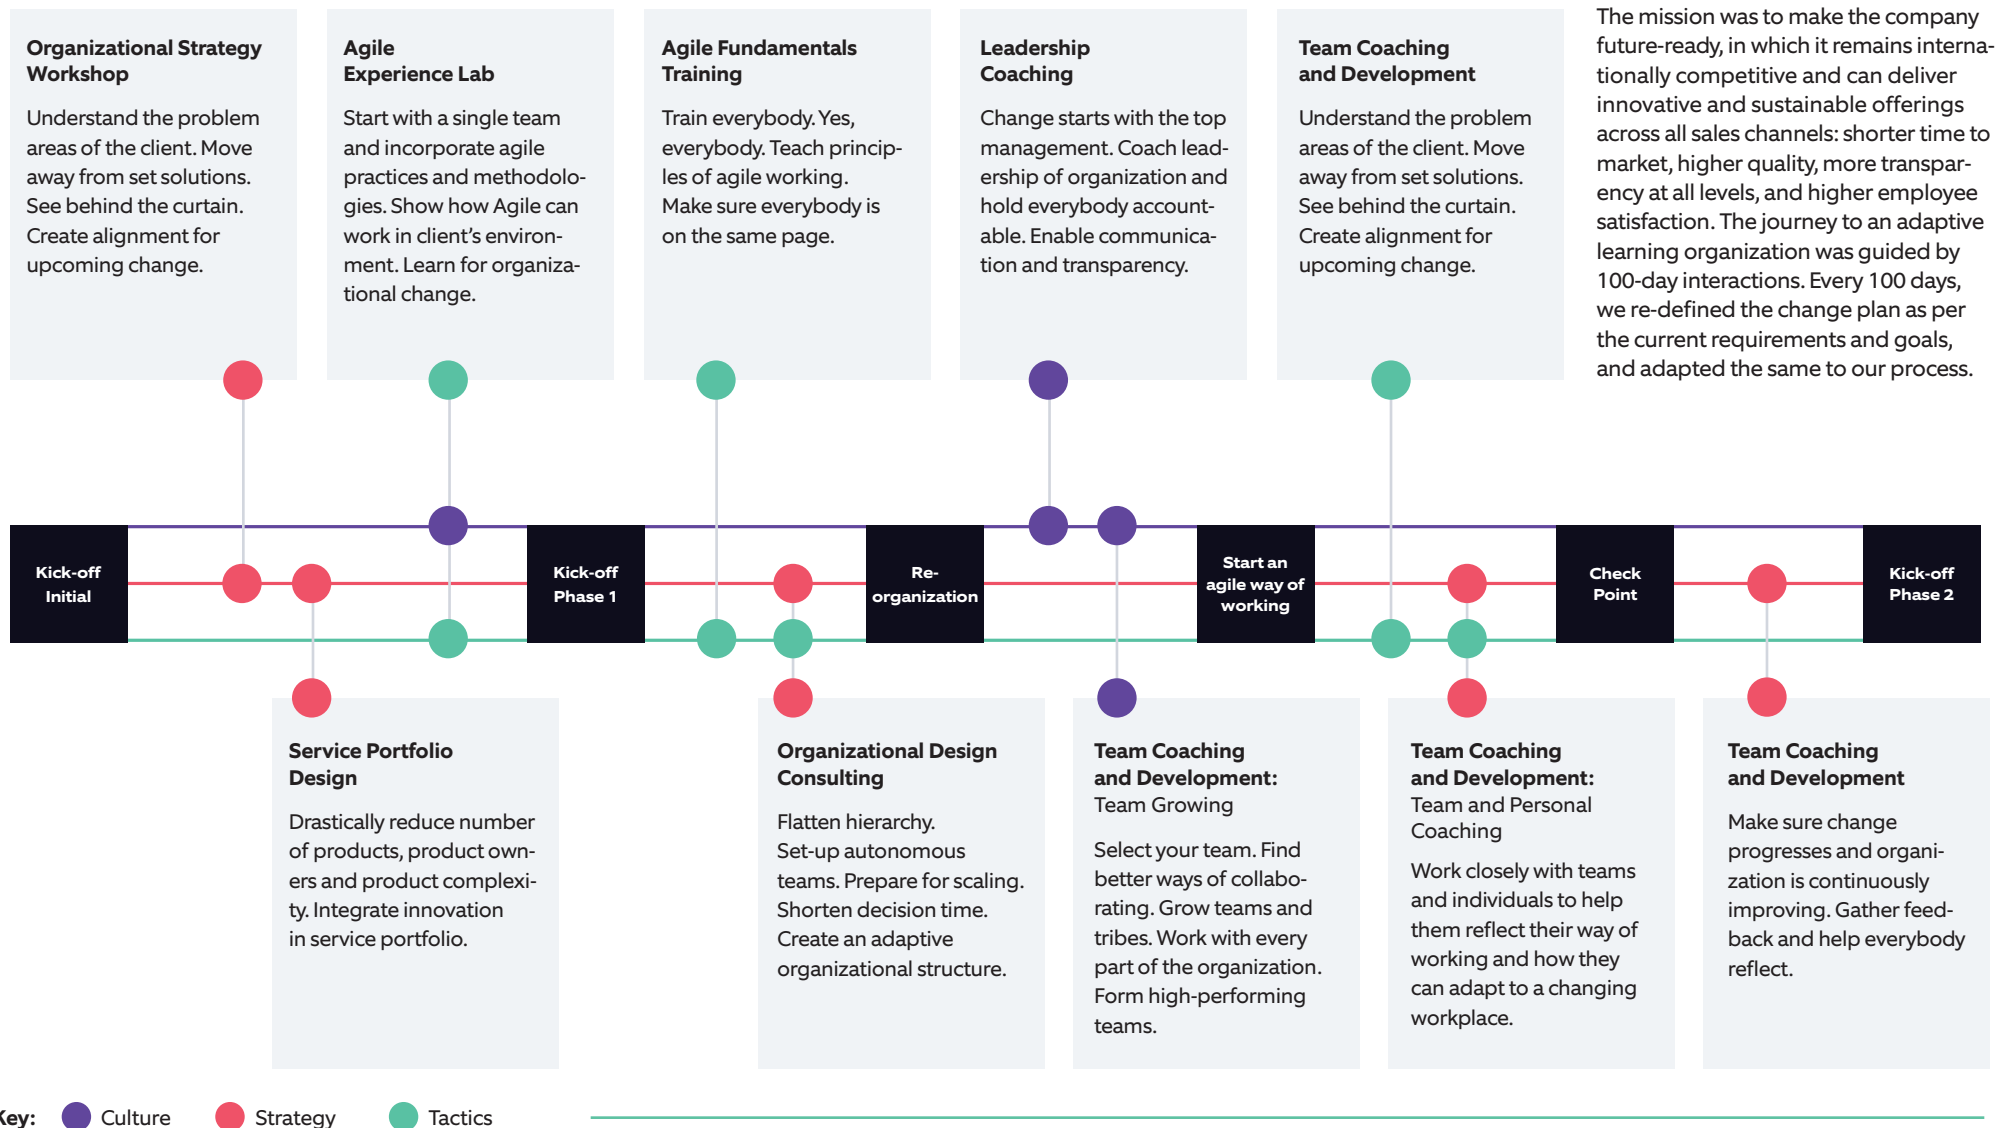 Organizational Strategy
Workshop
Understand the problem
areas of the client. Move
away from set solutions.
See behind the curtain.
Create alignment for
upcoming change.
Agile
Experience Lab
Start with a single team
and incorporate agile
practices and methodolo-
gies. Show how Agile can
work in client's environ-
ment. Learn for organiza-
tional change.
Agile Fundamentals
Training
Train everybody. Yes,
everybody. Teach princip-
les of agile working.
Make sure everybody is
on the same page.
Leadership
Coaching
Change starts with the top
management. Coach lead-
ership of organization and
hold everybody account-
able. Enable communica-
tion and transparency.
Team Coaching
and Development
Understand the problem
areas of the client. Move
away from set solutions.
See behind the curtain.
Create alignment for
upcoming change.
The mission was to make the company
future-ready, in which it remains interna-
tionally competitive and can deliver
innovative and sustainable offerings
across all sales channels: shorter time to
market, higher quality, more transpar-
ency at all levels, and higher employee
satisfaction. The journey to an adaptive
learning organization was guided by
100-day interactions. Every 100 days,
we re-defined the change plan as per
the current requirements and goals,
and adapted the same to our process.
Kick-off
Initial
Kick-off
Phase 1
Re-
organization
Start an
agile way of
working
Check
Point
Kick-off
Phase 2
Service Portfolio
Design
Drastically reduce number
of products, product own-
ers and product complexi-
ty. Integrate innovation
in service portfolio.
Organizational Design
Consulting
Flatten hierarchy.
Set-up autonomous
teams. Prepare for scaling.
Shorten decision time.
Create an adaptive
organizational structure.
Team Coaching
and Development:
Team Growing
Select your team. Find
better ways of collabo-
rating. Grow teams and
tribes. Work with every
part of the organization.
Form high-performing
teams.
Team Coaching
and Development:
Team and Personal
Coaching
Work closely with teams
and individuals to help
them reflect their way of
working and how they
can adapt to a changing
workplace.
Team Coaching
and Development
Make sure change
progresses and organi-
zation is continuously
improving. Gather feed-
back and help everybody
reflect.
Key: Culture Strategy Tactics